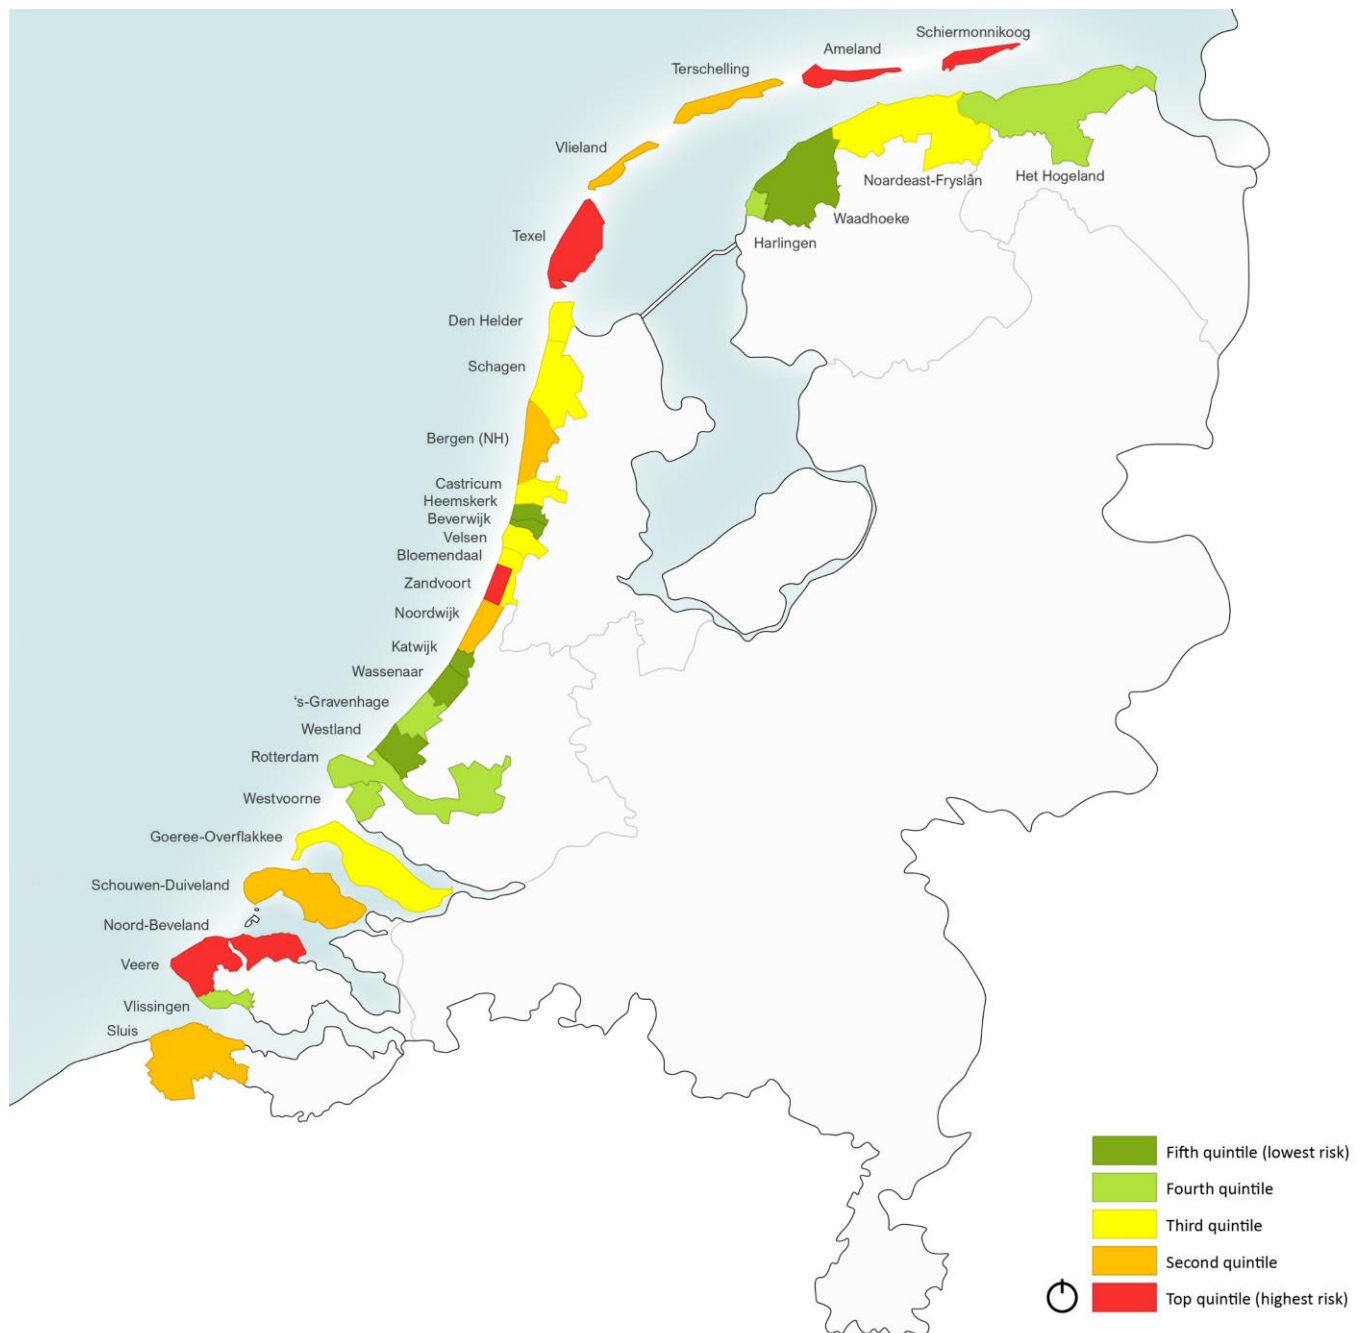 Schiermonnikoog
Ameland
Terschelling
Vlieland
Noardeast-Fryslân
Het Hogeland
Waadhoeke
Harlingen
Texel
Den Helder
Schagen
Bergen (NH)
Castricum
Heemskerk
Beverwijk
Velsen
Bloemendaal
Zandvoort
Noordwijk
Katwijk
Wassenaar
's-Gravenhage
Westland
Rotterdam
Westvoorne
Goeree-Overflakkee
Schouwen-Duiveland
Noord-Beveland
Veere
Vlissingen
Sluis
Fifth quintile (lowest risk)
Fourth quintile
Third quintile
Second quintile
Top quintile (highest risk)